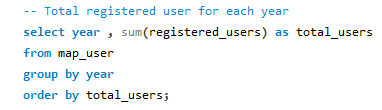 -- Total registered user for each year
select year , sum(registered_users) as total_users
from map_user
group by year
order by total_users;